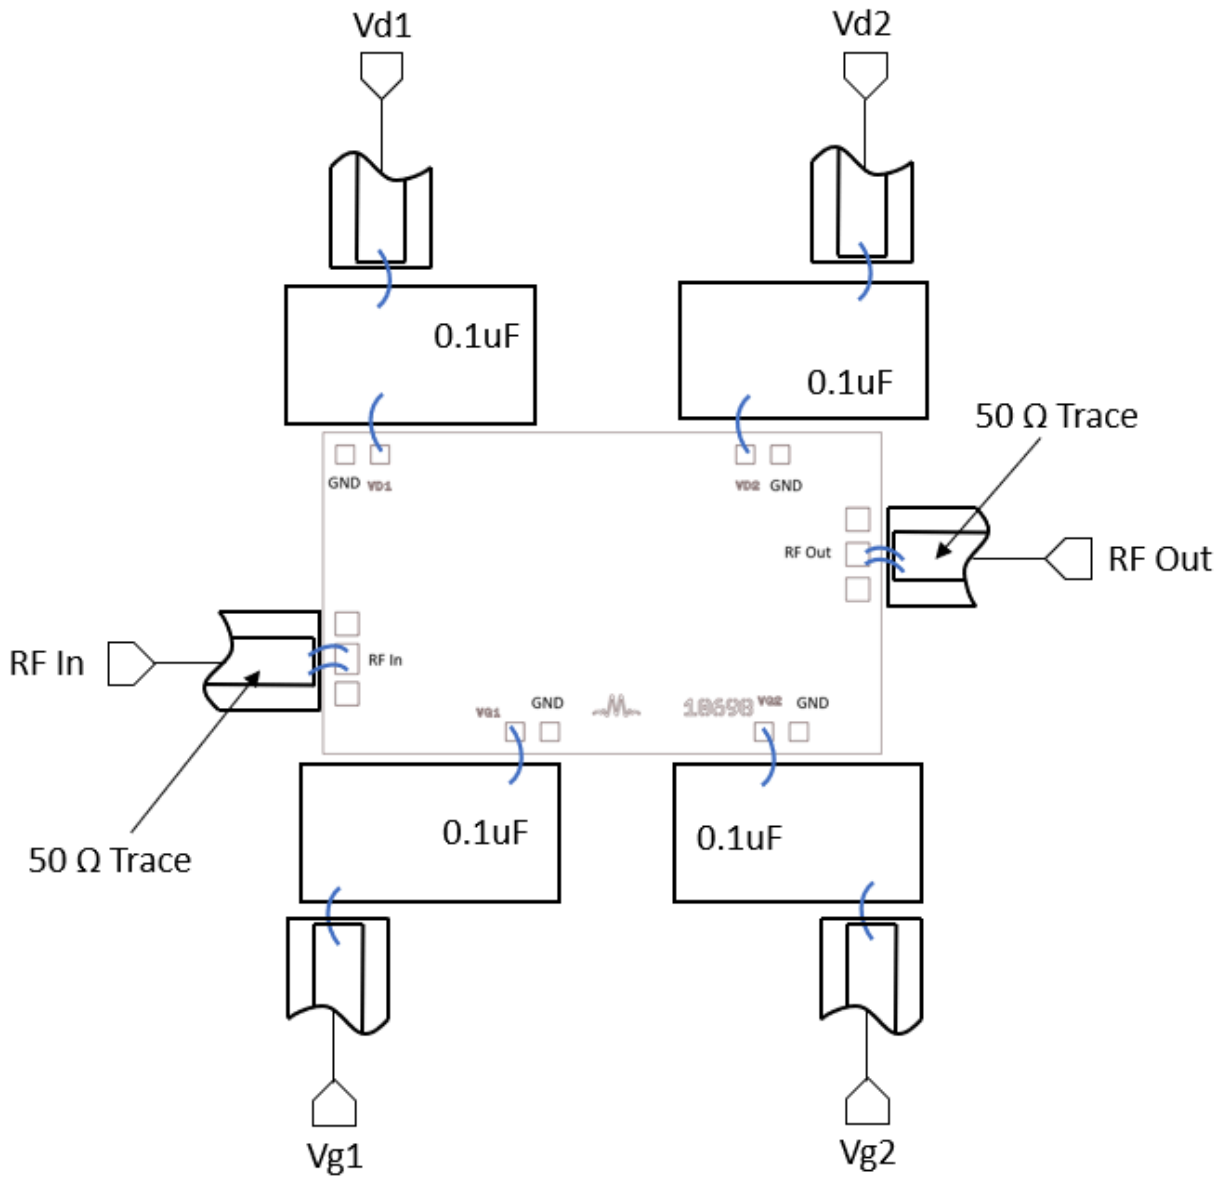 Vd1
Vd2
0.1uF
0.1uF
50 Ω Trace
GND
VD1
VD2
GND
RF Out
RF Out
RF In
RF In
VG1
GND
1069B
VG2
GND
0.1uF
0.1uF
50 Ω Trace
Vg1
Vg2